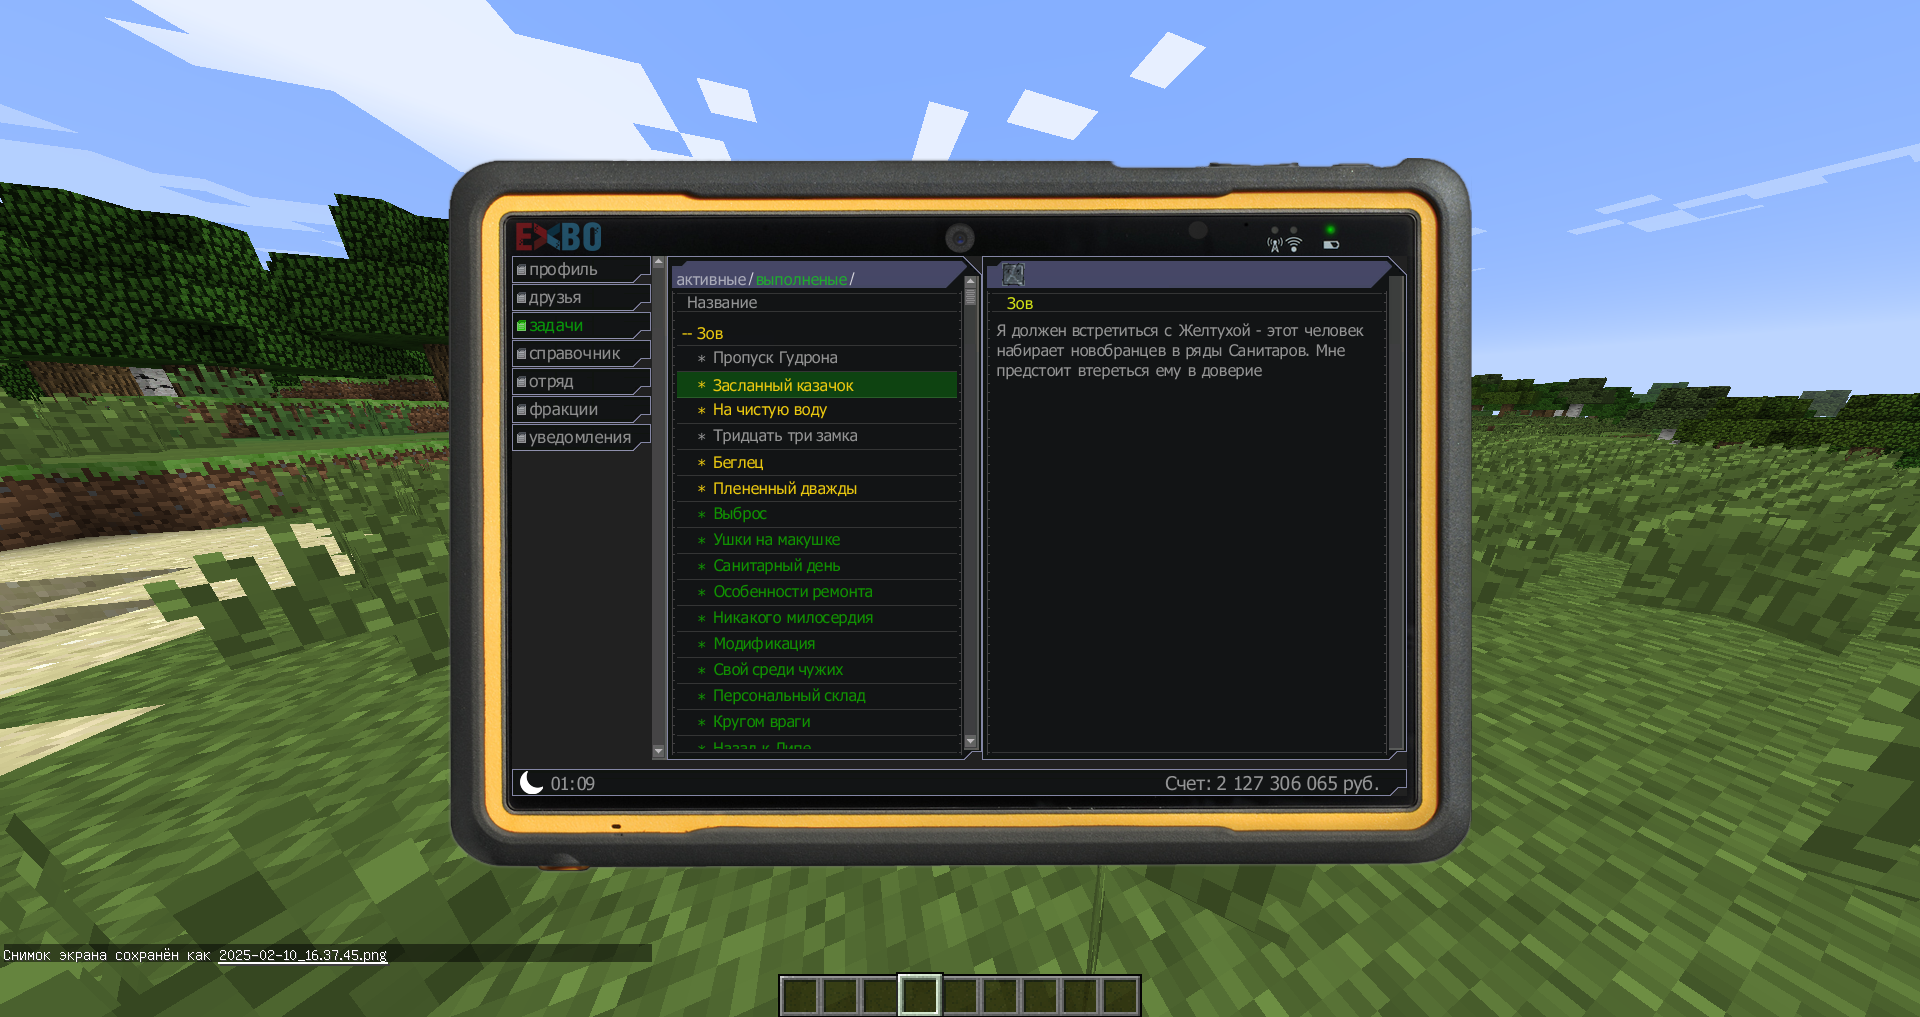 EXBO
профиль
друзья
задачи
справочник
отряд
фракции
уведомления
активные/выполненые/
Название
-- Зов
* Пропуск Гудрона
* Засланный казачок
* На чистую воду
* Тридцать три замка
* Беглец
* Плененный дважды
* Выброс
* Ушки на макушке
* Санитарный день
* Особенности ремонта
* Никакого милосердия
* Модификация
* Свой среди чужих
* Персональный склад
* Кругом враги
* Назад к Липе
Зов
Я должен встретиться с Желтухой - этот человек
набирает новобранцев в ряды Санитаров. Мне
предстоит втереться ему в доверие
01:09
Счет: 2 127 306 065 руб.
Снимок экрана сохранён как 2025-02-10_16.37.45.png